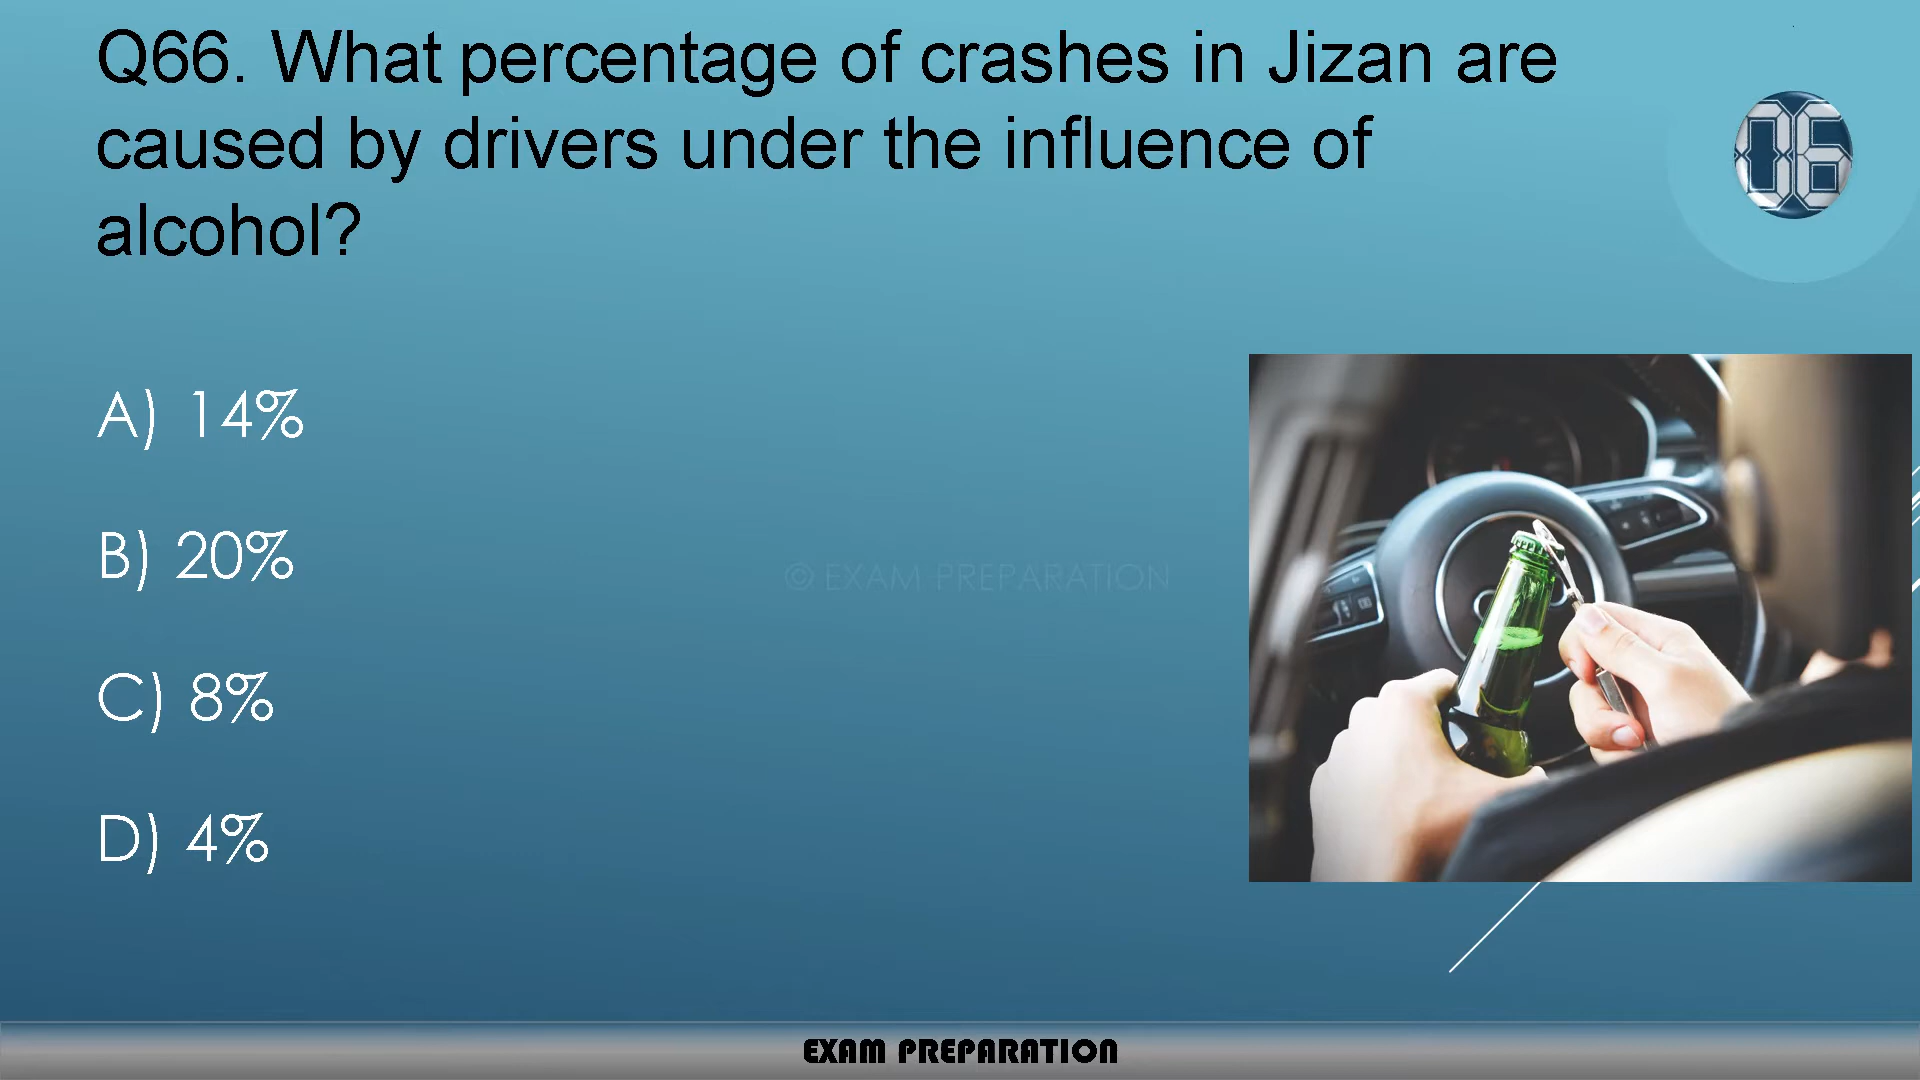 Q66. What percentage of crashes in Jizan are
caused by drivers under the influence of
alcohol?
06
A) 14%
B) 20%
© EXAM PREPARATION
C) 8%
D) 4%
EXAM PREPARATION